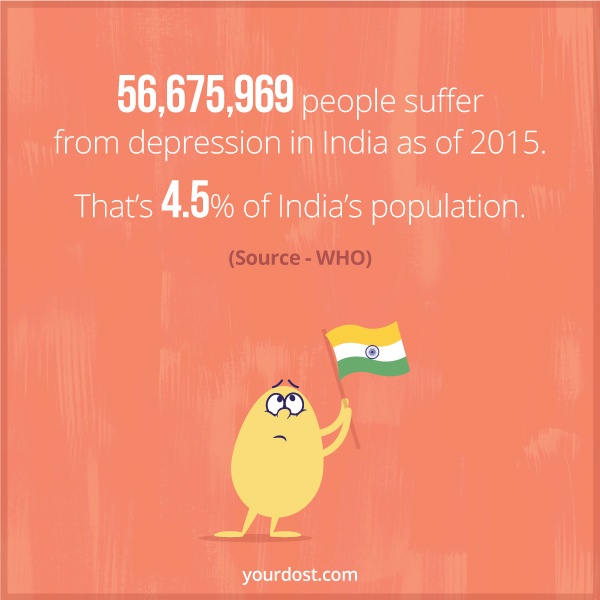 56,675,969 people suffer
from depression in India as of 2015.
That's 4.5% of India's population.
(Source - WHO)
yourdost.com